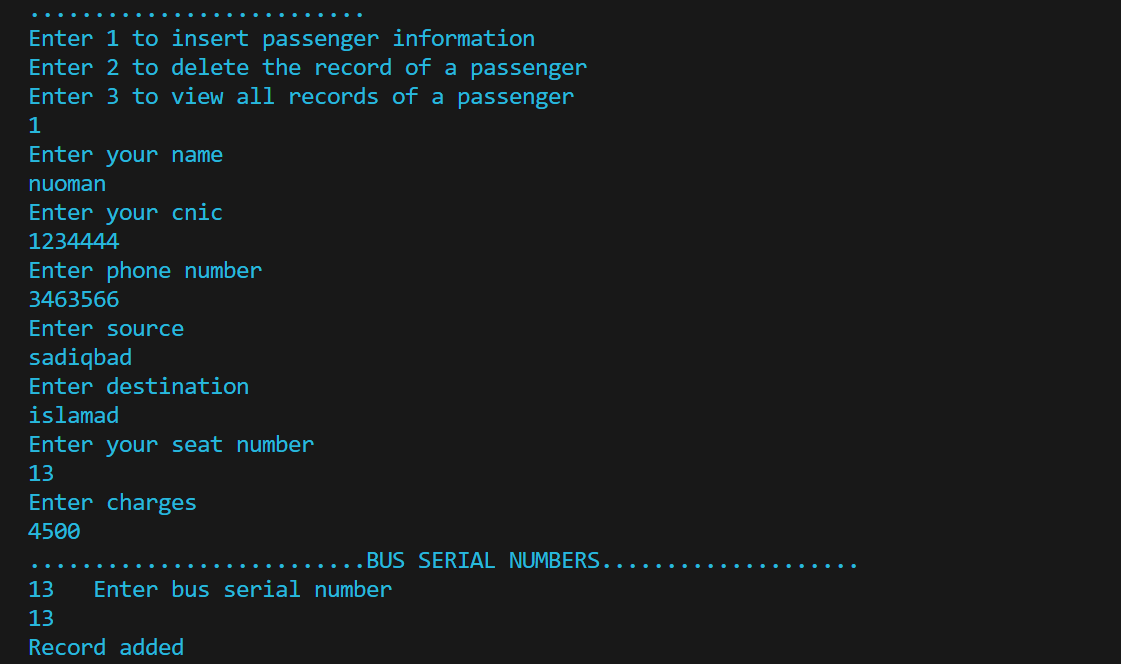 ..........................
Enter 1 to insert passenger information
Enter 2 to delete the record of a passenger
Enter 3 to view all records of a passenger
1
Enter your name
nuoman
Enter your cnic
1234444
Enter phone number
3463566
Enter source
sadiqbad
Enter destination
islamad
Enter your seat number
13
Enter charges
4500
..........................BUS SERIAL NUMBERS....................
13   Enter bus serial number
13
Record added